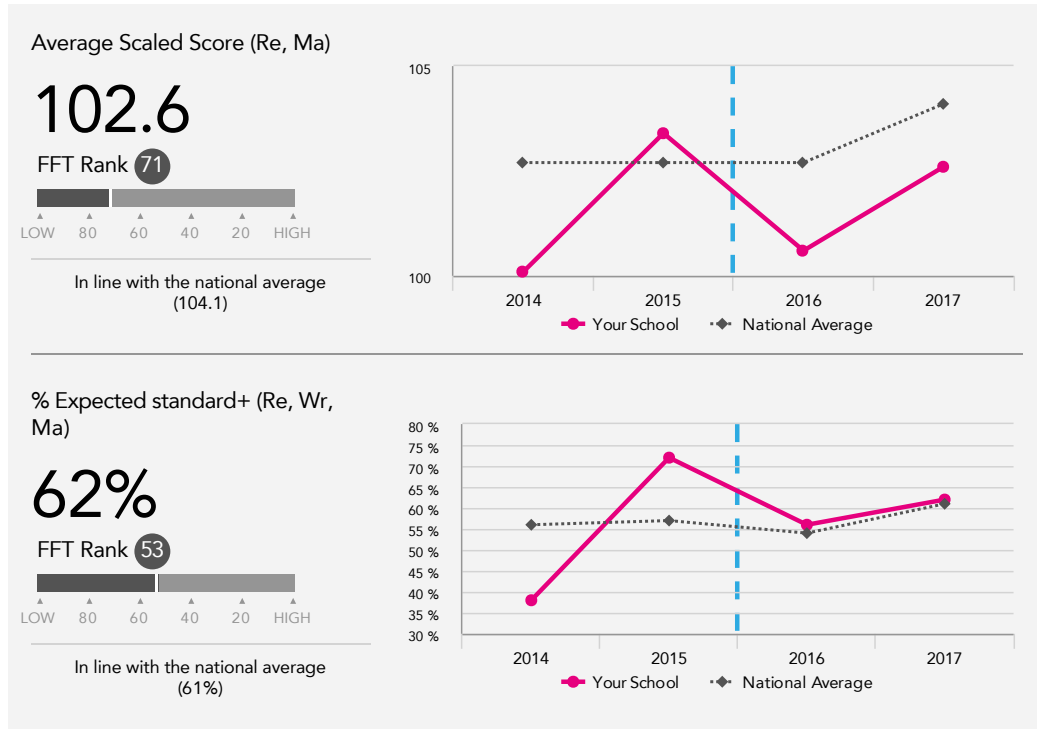 Average Scaled Score (Re, Ma)
102.6
FFT Rank 71
LOW 80 60 40 20 HIGH
In line with the national average
(104.1)
105
100
2014 2015 2016 2017
Your School National Average
% Expected standard+ (Re, Wr,
Ma)
62%
FFT Rank 53
LOW 80 60 40 20 HIGH
In line with the national average
(61%)
80 %
75 %
70 %
65 %
60 %
55 %
50 %
45 %
40 %
35 %
30 %
2014 2015 2016 2017
Your School National Average